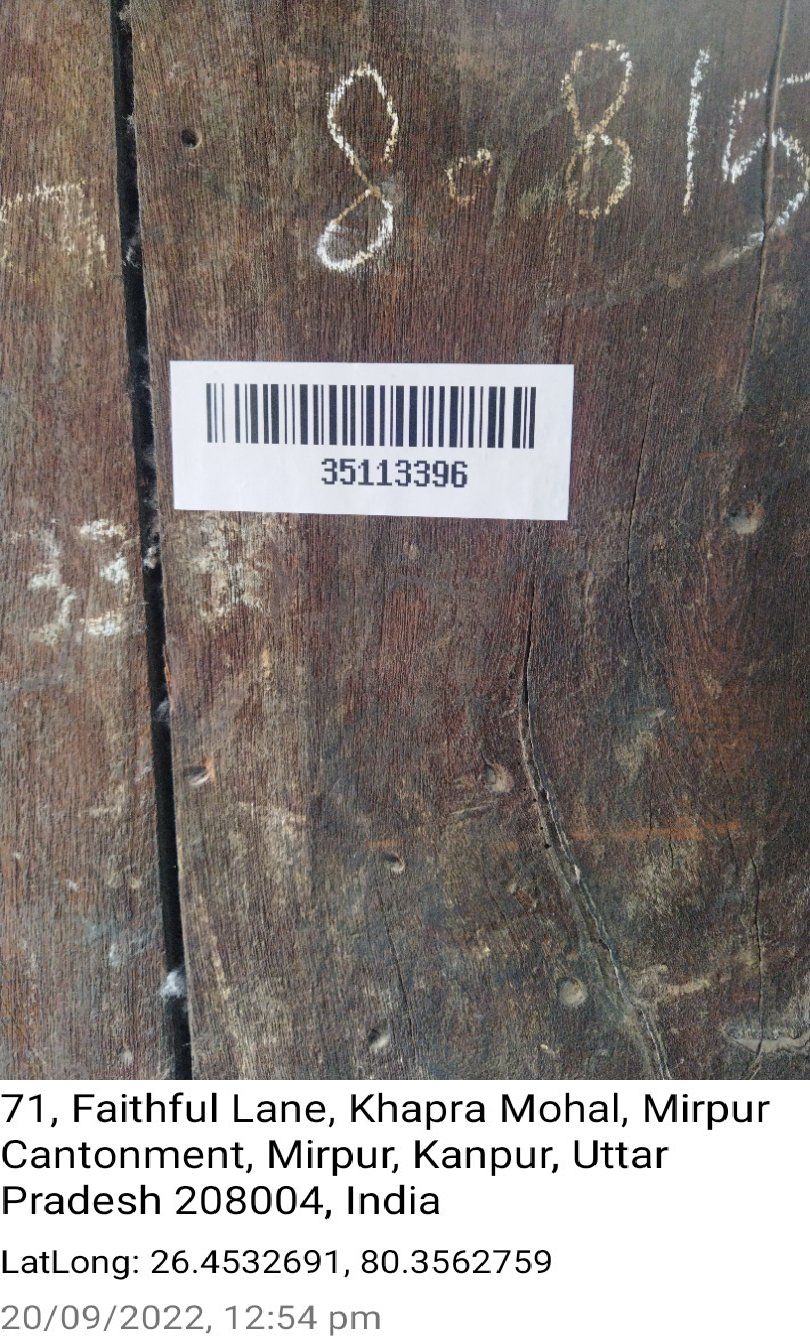 8.815
35113396
33
71, Faithful Lane, Khapra Mohal, Mirpur
Cantonment, Mirpur, Kanpur, Uttar
Pradesh 208004, India
LatLong: 26.4532691, 80.3562759
20/09/2022, 12:54 pm